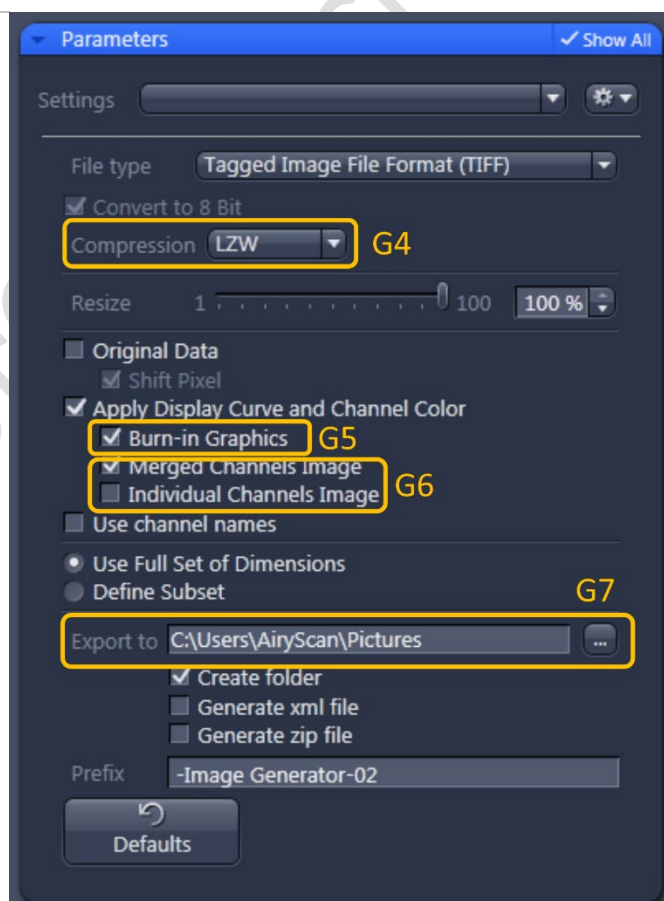 Parameters Show All
Settings
File type Tagged Image File Format (TIFF)
Convert to 8 Bit
Compression LZW G4
Resize 1 100 100 %
Original Data
Shift Pixel
Apply Display Curve and Channel Color
Burn-in Graphics G5
Merged Channels Image
Individual Channels Image G6
Use channel names
Use Full Set of Dimensions
Define Subset G7
Export to C:\Users\AiryScan\Pictures ...
Create folder
Generate xml file
Generate zip file
Prefix -Image Generator-02
Defaults